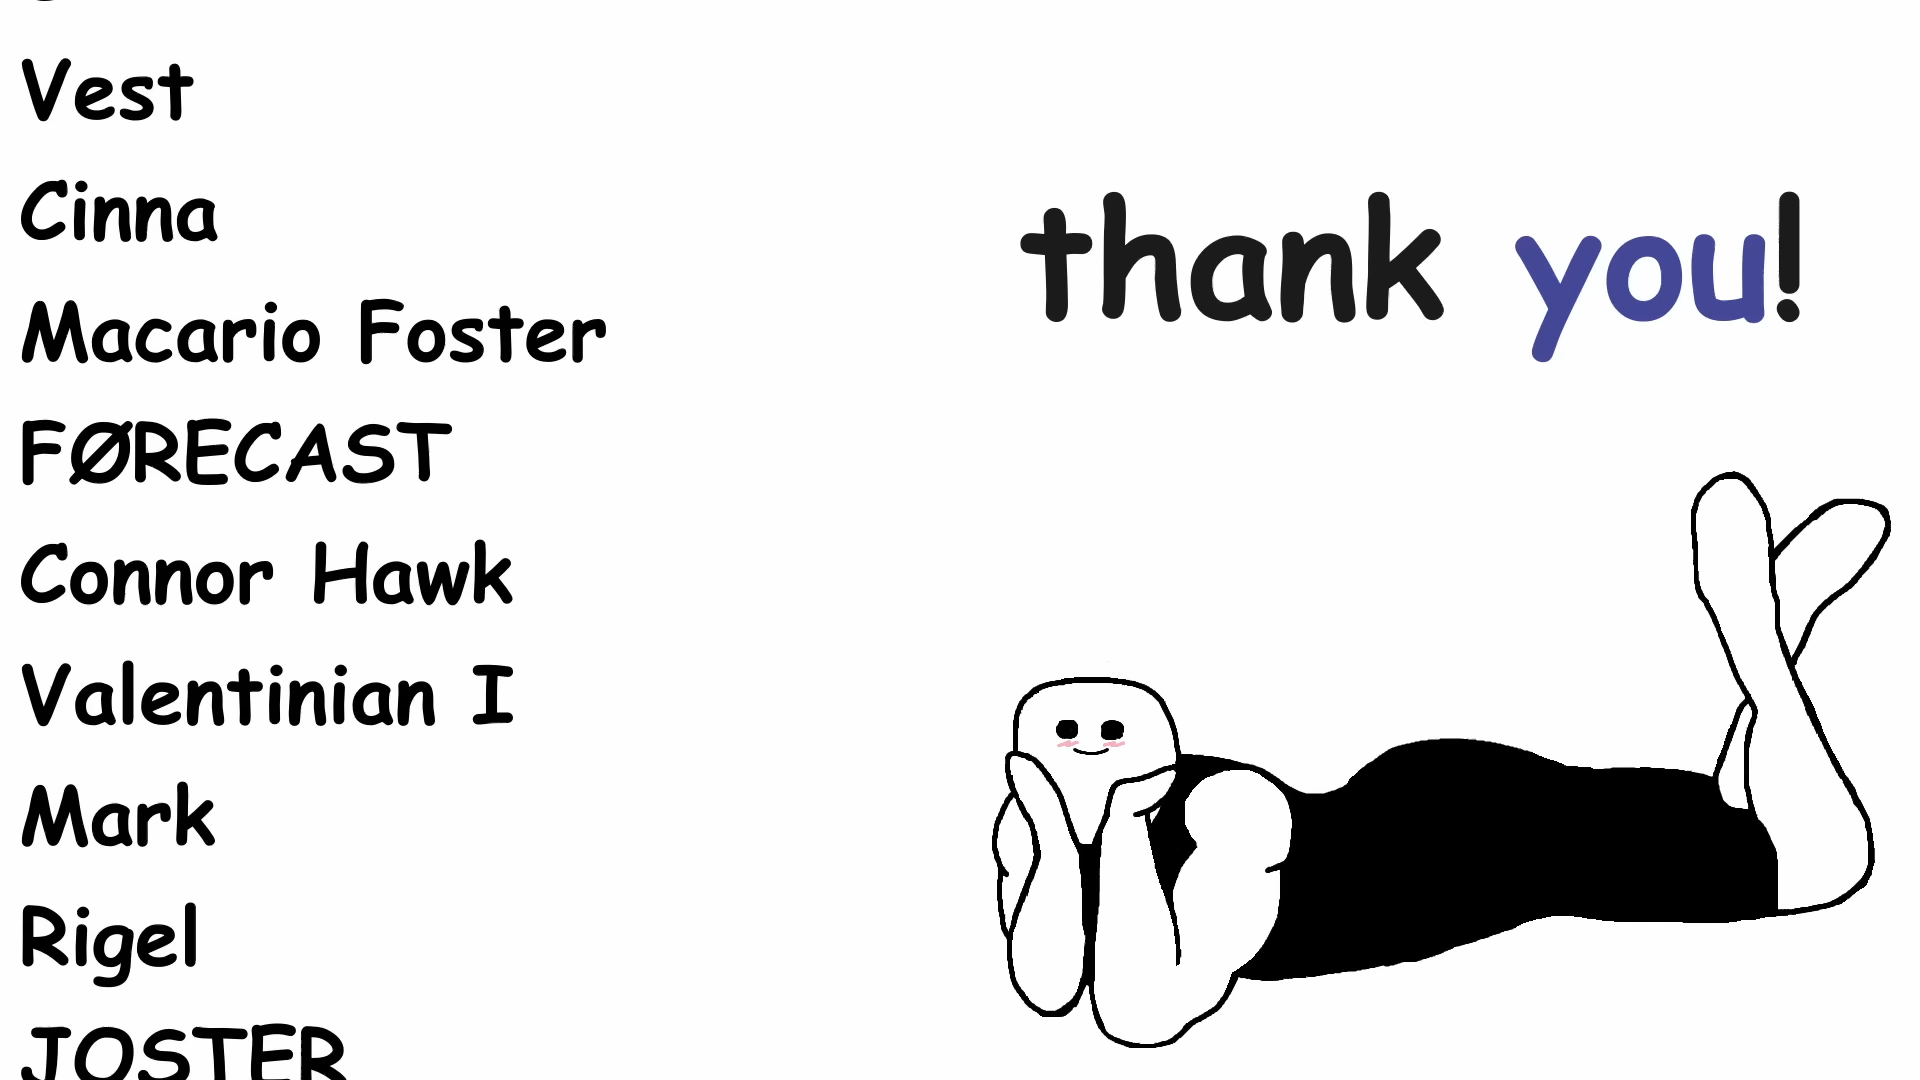 Vest
Cinna
Macario Foster
FØRECAST
Connor Hawk
Valentinian I
Mark
Rigel
JOSTER
thank you!